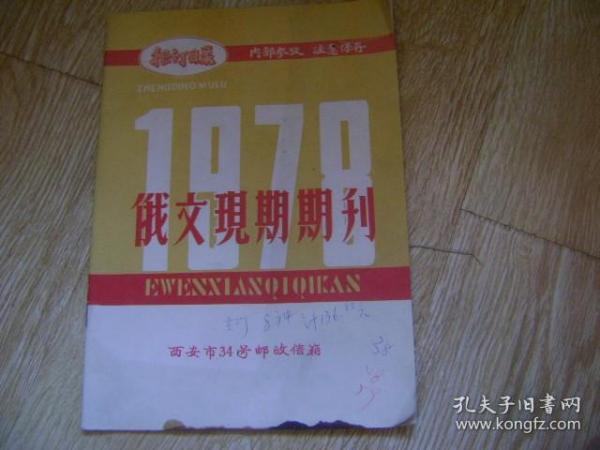 征订目录
内部参考 注意保存
ZHENGDING MULU
1978
俄文現期期刊
EWENXIANQIQIKAN
西安市34号邮政信箱
58
孔夫子旧书网
www.kongfz.com